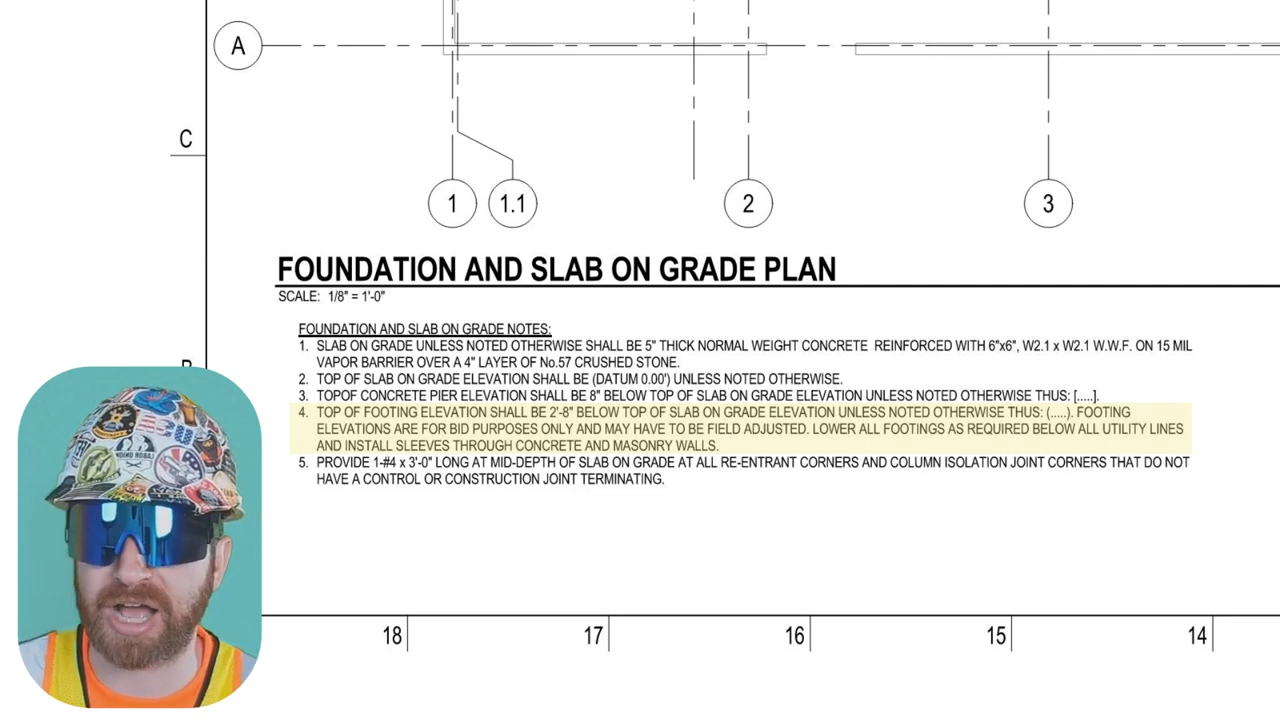 A
C
1
1.1
2
3
FOUNDATION AND SLAB ON GRADE PLAN
SCALE: 1/8" = 1'-0"
FOUNDATION AND SLAB ON GRADE NOTES:
1. SLAB ON GRADE UNLESS NOTED OTHERWISE SHALL BE 5" THICK NORMAL WEIGHT CONCRETE REINFORCED WITH 6"x6", W2.1 x W2.1 W.W.F. ON 15 MIL
VAPOR BARRIER OVER A 4" LAYER OF No.57 CRUSHED STONE.
2. TOP OF SLAB ON GRADE ELEVATION SHALL BE (DATUM 0.00') UNLESS NOTED OTHERWISE.
3. TOPOF CONCRETE PIER ELEVATION SHALL BE 8" BELOW TOP OF SLAB ON GRADE ELEVATION UNLESS NOTED OTHERWISE THUS: [.....].
4. TOP OF FOOTING ELEVATION SHALL BE 2'-8" BELOW TOP OF SLAB ON GRADE ELEVATION UNLESS NOTED OTHERWISE THUS: (.....). FOOTING
ELEVATIONS ARE FOR BID PURPOSES ONLY AND MAY HAVE TO BE FIELD ADJUSTED. LOWER ALL FOOTINGS AS REQUIRED BELOW ALL UTILITY LINES
AND INSTALL SLEEVES THROUGH CONCRETE AND MASONRY WALLS.
5. PROVIDE 1-#4 x 3'-0" LONG AT MID-DEPTH OF SLAB ON GRADE AT ALL RE-ENTRANT CORNERS AND COLUMN ISOLATION JOINT CORNERS THAT DO NOT
HAVE A CONTROL OR CONSTRUCTION JOINT TERMINATING.
18
17
16
15
14